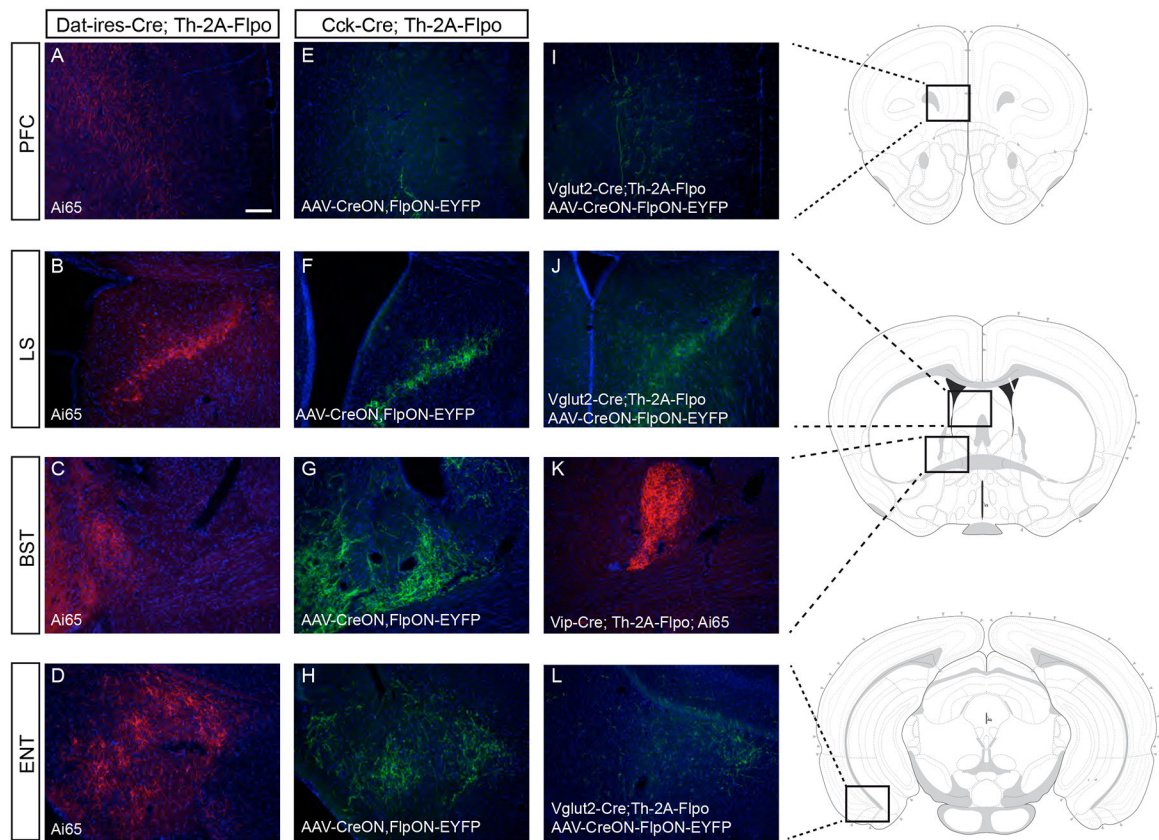 Dat-ires-Cre; Th-2A-Flpo
Cck-Cre; Th-2A-Flpo
PFC
A
Ai65
E
AAV-CreON,FlpON-EYFP
I
Vglut2-Cre;Th-2A-Flpo
AAV-CreON-FlpON-EYFP
LS
B
Ai65
F
AAV-CreON,FlpON-EYFP
J
Vglut2-Cre;Th-2A-Flpo
AAV-CreON-FlpON-EYFP
BST
C
Ai65
G
AAV-CreON,FlpON-EYFP
K
Vip-Cre; Th-2A-Flpo; Ai65
ENT
D
Ai65
H
AAV-CreON,FlpON-EYFP
L
Vglut2-Cre;Th-2A-Flpo
AAV-CreON-FlpON-EYFP